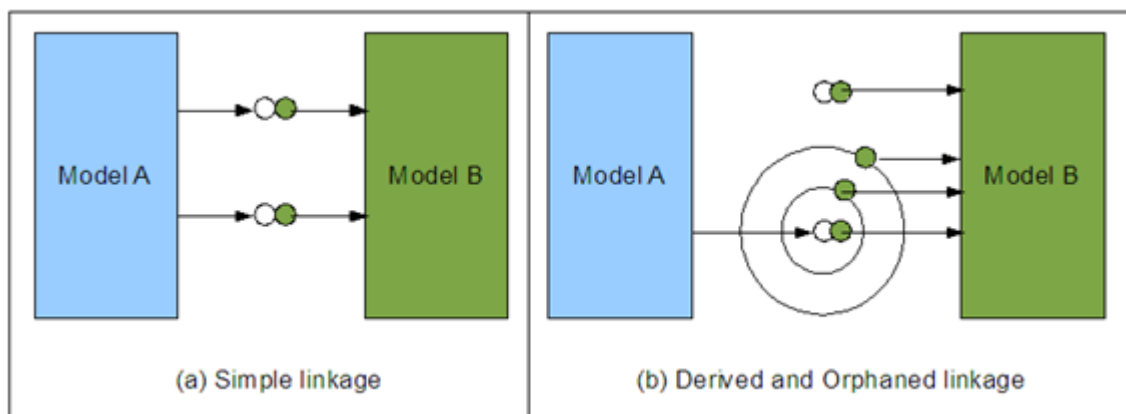 Model A
Model B
(a) Simple linkage
Model A
Model B
(b) Derived and Orphaned linkage